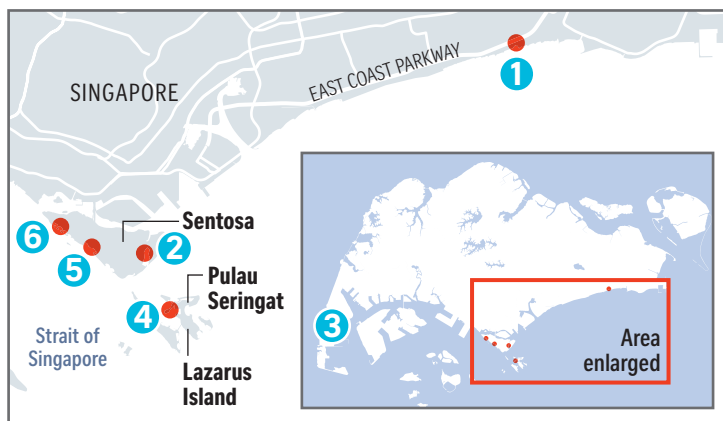 EAST COAST PARKWAY
1
SINGAPORE
Sentosa
6
5
2
Pulau
Seringat
4
Strait of
Singapore
Lazarus
Island
3
Area
enlarged